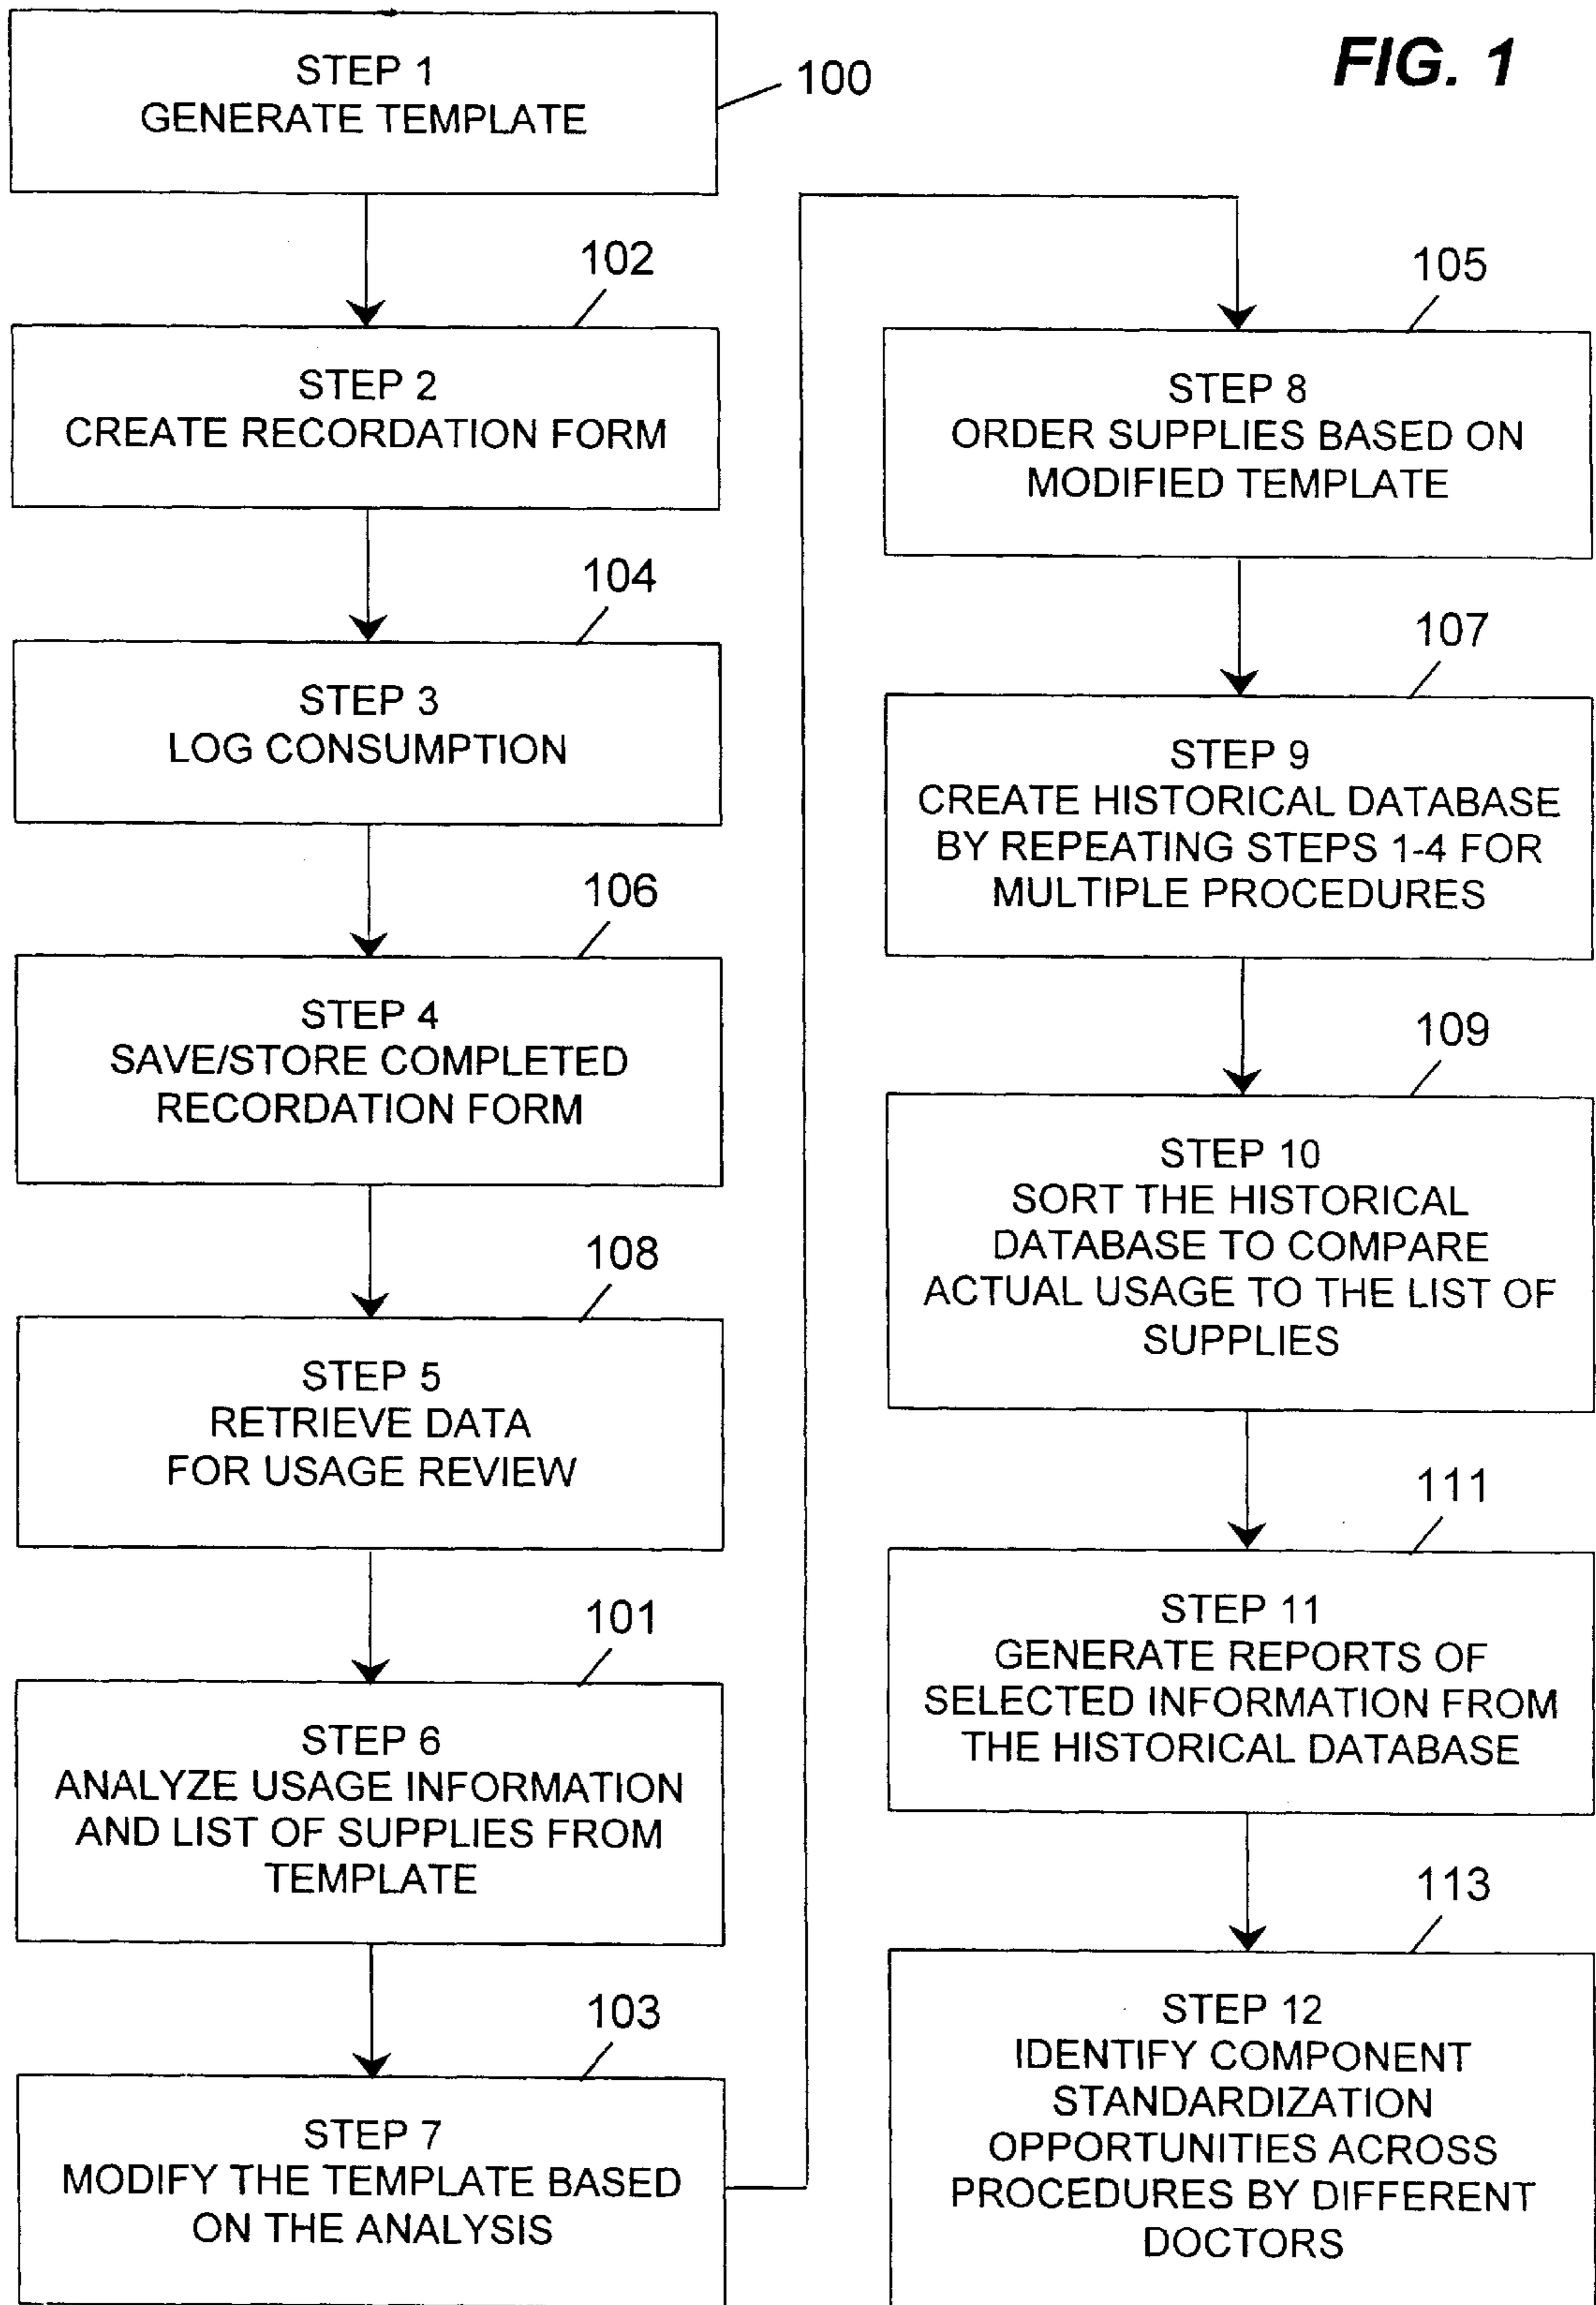 FIG. 1
STEP 1
GENERATE TEMPLATE
100
102
STEP 2
CREATE RECORDATION FORM
104
STEP 3
LOG CONSUMPTION
106
STEP 4
SAVE/STORE COMPLETED
RECORDATION FORM
108
STEP 5
RETRIEVE DATA
FOR USAGE REVIEW
101
STEP 6
ANALYZE USAGE INFORMATION
AND LIST OF SUPPLIES FROM
TEMPLATE
103
STEP 7
MODIFY THE TEMPLATE BASED
ON THE ANALYSIS
105
STEP 8
ORDER SUPPLIES BASED ON
MODIFIED TEMPLATE
107
STEP 9
CREATE HISTORICAL DATABASE
BY REPEATING STEPS 1-4 FOR
MULTIPLE PROCEDURES
109
STEP 10
SORT THE HISTORICAL
DATABASE TO COMPARE
ACTUAL USAGE TO THE LIST OF
SUPPLIES
111
STEP 11
GENERATE REPORTS OF
SELECTED INFORMATION FROM
THE HISTORICAL DATABASE
113
STEP 12
IDENTIFY COMPONENT
STANDARDIZATION
OPPORTUNITIES ACROSS
PROCEDURES BY DIFFERENT
DOCTORS